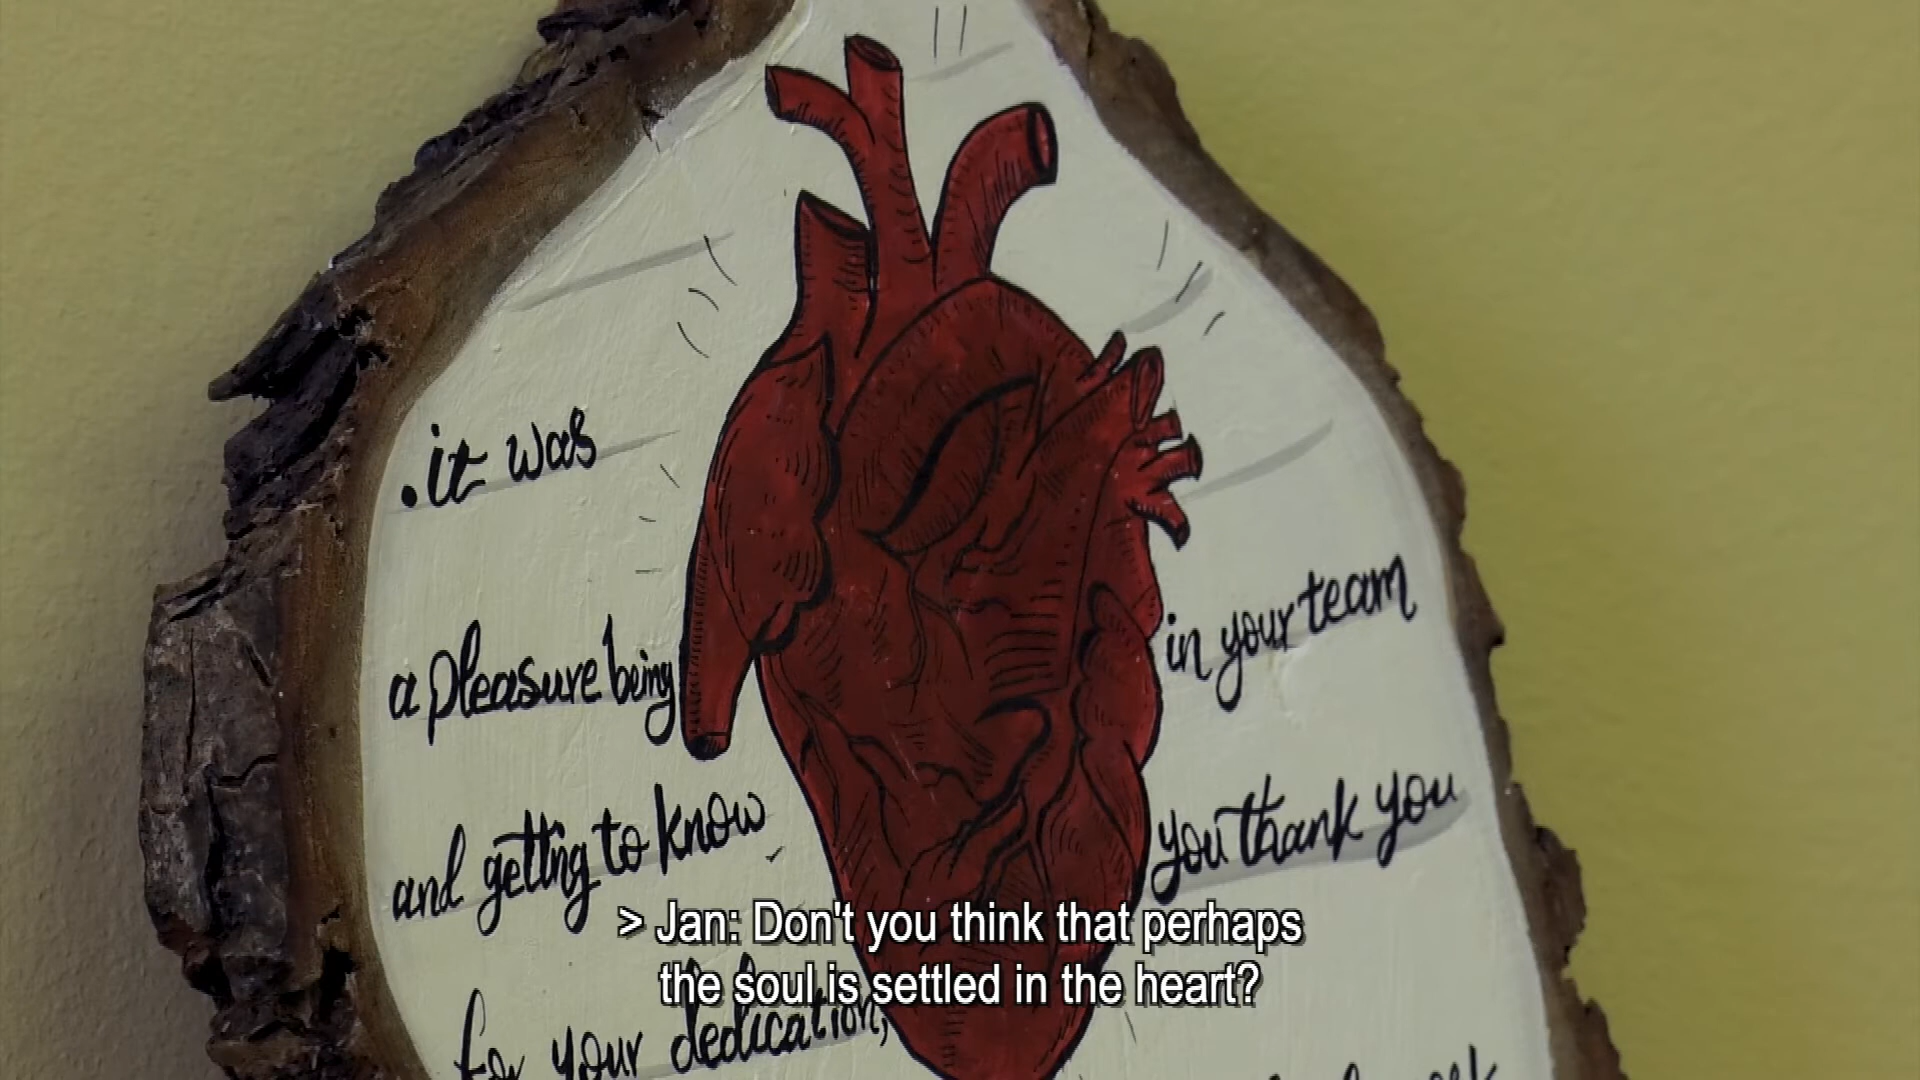 .it was
a pleasure being in your team
and getting to know you thank you
for your dedication,
> Jan: Don't you think that perhaps
the soul is settled in the heart?